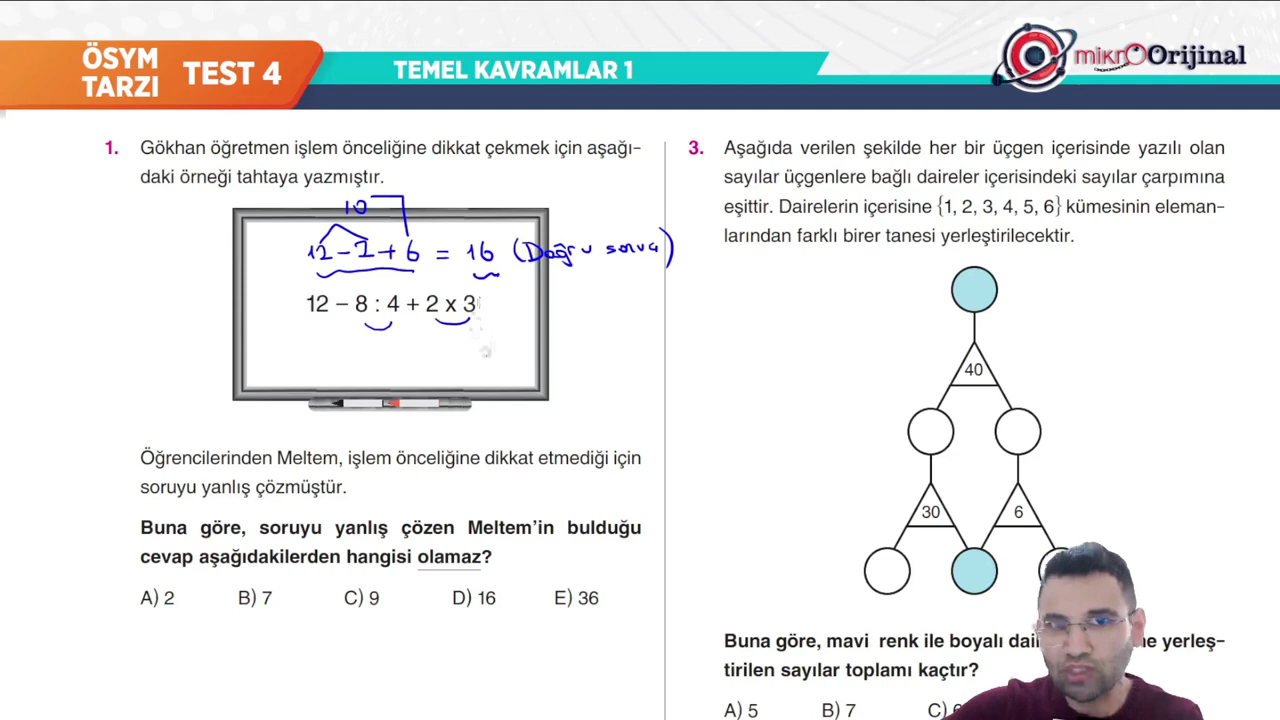 ÖSYM
TARZI
TEST 4
TEMEL KAVRAMLAR 1
mikrOOrijinal
1. Gökhan öğretmen işlem önceliğine dikkat çekmek için aşağı-
daki örneği tahtaya yazmıştır.
10
12 - 2 + 6 = 16 (Doğru sonuç)
12 – 8 : 4 + 2 x 3
Öğrencilerinden Meltem, işlem önceliğine dikkat etmediği için
soruyu yanlış çözmüştür.
Buna göre, soruyu yanlış çözen Meltem'in bulduğu
cevap aşağıdakilerden hangisi olamaz?
A) 2 B) 7 C) 9 D) 16 E) 36
3. Aşağıda verilen şekilde her bir üçgen içerisinde yazılı olan
sayılar üçgenlere bağlı daireler içerisindeki sayılar çarpımına
eşittir. Dairelerin içerisine {1, 2, 3, 4, 5, 6} kümesinin eleman-
larından farklı birer tanesi yerleştirilecektir.
40
30 6
Buna göre, mavi renk ile boyalı yerleş-
tirilen sayılar toplamı kaçtır?
A) 5 B) 7 C)